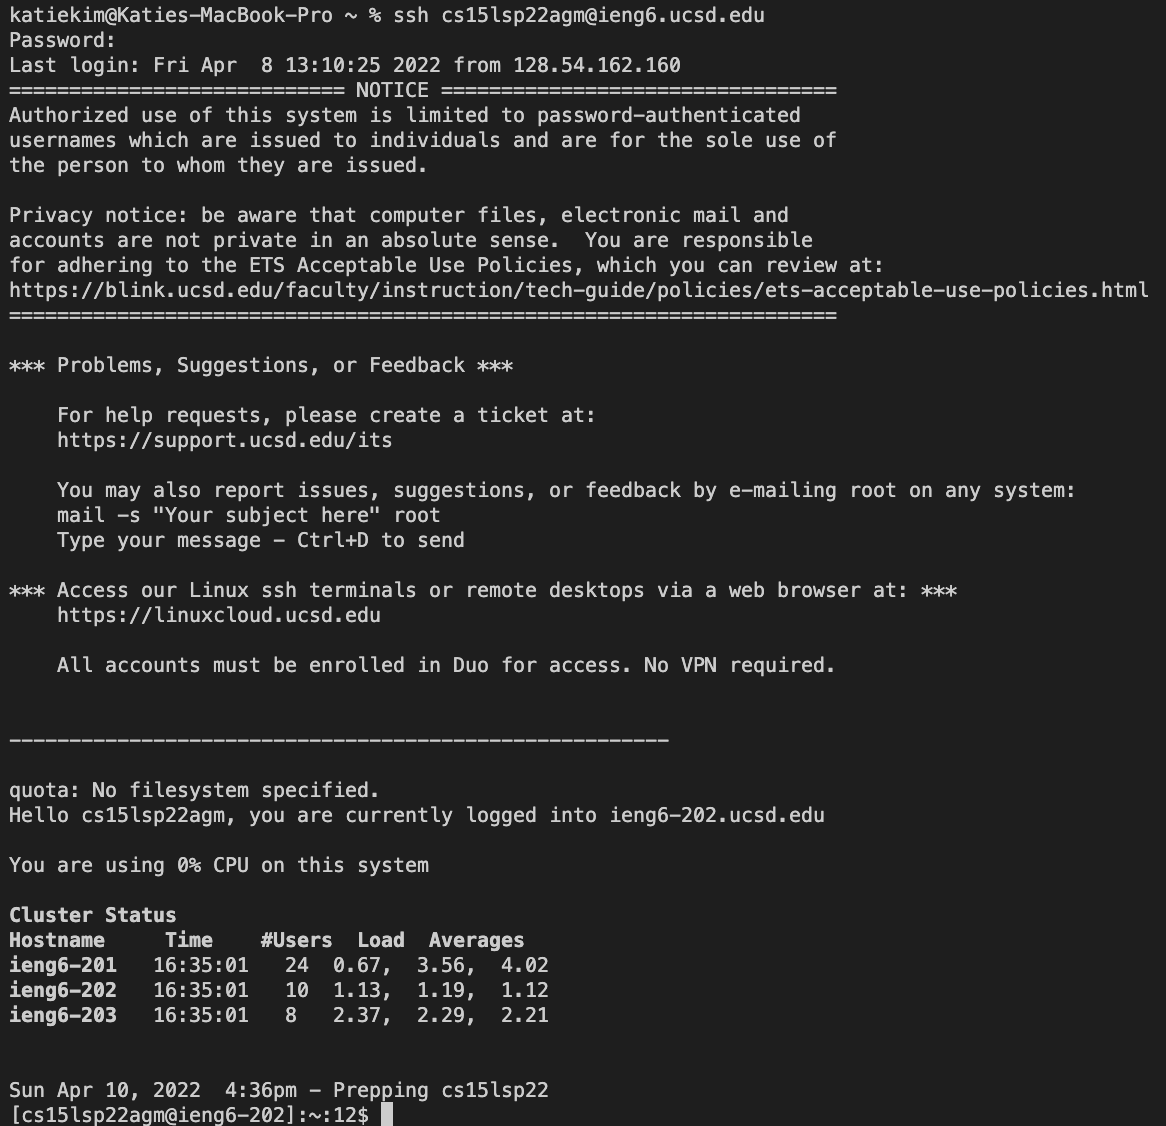 katiekim@Katies-MacBook-Pro ~ % ssh cs15lsp22agm@ieng6.ucsd.edu
Password:
Last login: Fri Apr  8 13:10:25 2022 from 128.54.162.160
============================ NOTICE =================================
Authorized use of this system is limited to password-authenticated
usernames which are issued to individuals and are for the sole use of
the person to whom they are issued.

Privacy notice: be aware that computer files, electronic mail and
accounts are not private in an absolute sense.  You are responsible
for adhering to the ETS Acceptable Use Policies, which you can review at:
https://blink.ucsd.edu/faculty/instruction/tech-guide/policies/ets-acceptable-use-policies.html
=====================================================================

*** Problems, Suggestions, or Feedback ***

    For help requests, please create a ticket at:
    https://support.ucsd.edu/its

    You may also report issues, suggestions, or feedback by e-mailing root on any system:
    mail -s "Your subject here" root
    Type your message - Ctrl+D to send

*** Access our Linux ssh terminals or remote desktops via a web browser at: ***
    https://linuxcloud.ucsd.edu

    All accounts must be enrolled in Duo for access. No VPN required.


-------------------------------------------------------

quota: No filesystem specified.
Hello cs15lsp22agm, you are currently logged into ieng6-202.ucsd.edu

You are using 0% CPU on this system

Cluster Status
Hostname     Time    #Users  Load  Averages
ieng6-201   16:35:01   24  0.67,  3.56,  4.02
ieng6-202   16:35:01   10  1.13,  1.19,  1.12
ieng6-203   16:35:01   8   2.37,  2.29,  2.21


Sun Apr 10, 2022  4:36pm - Prepping cs15lsp22
[cs15lsp22agm@ieng6-202]:~:12$